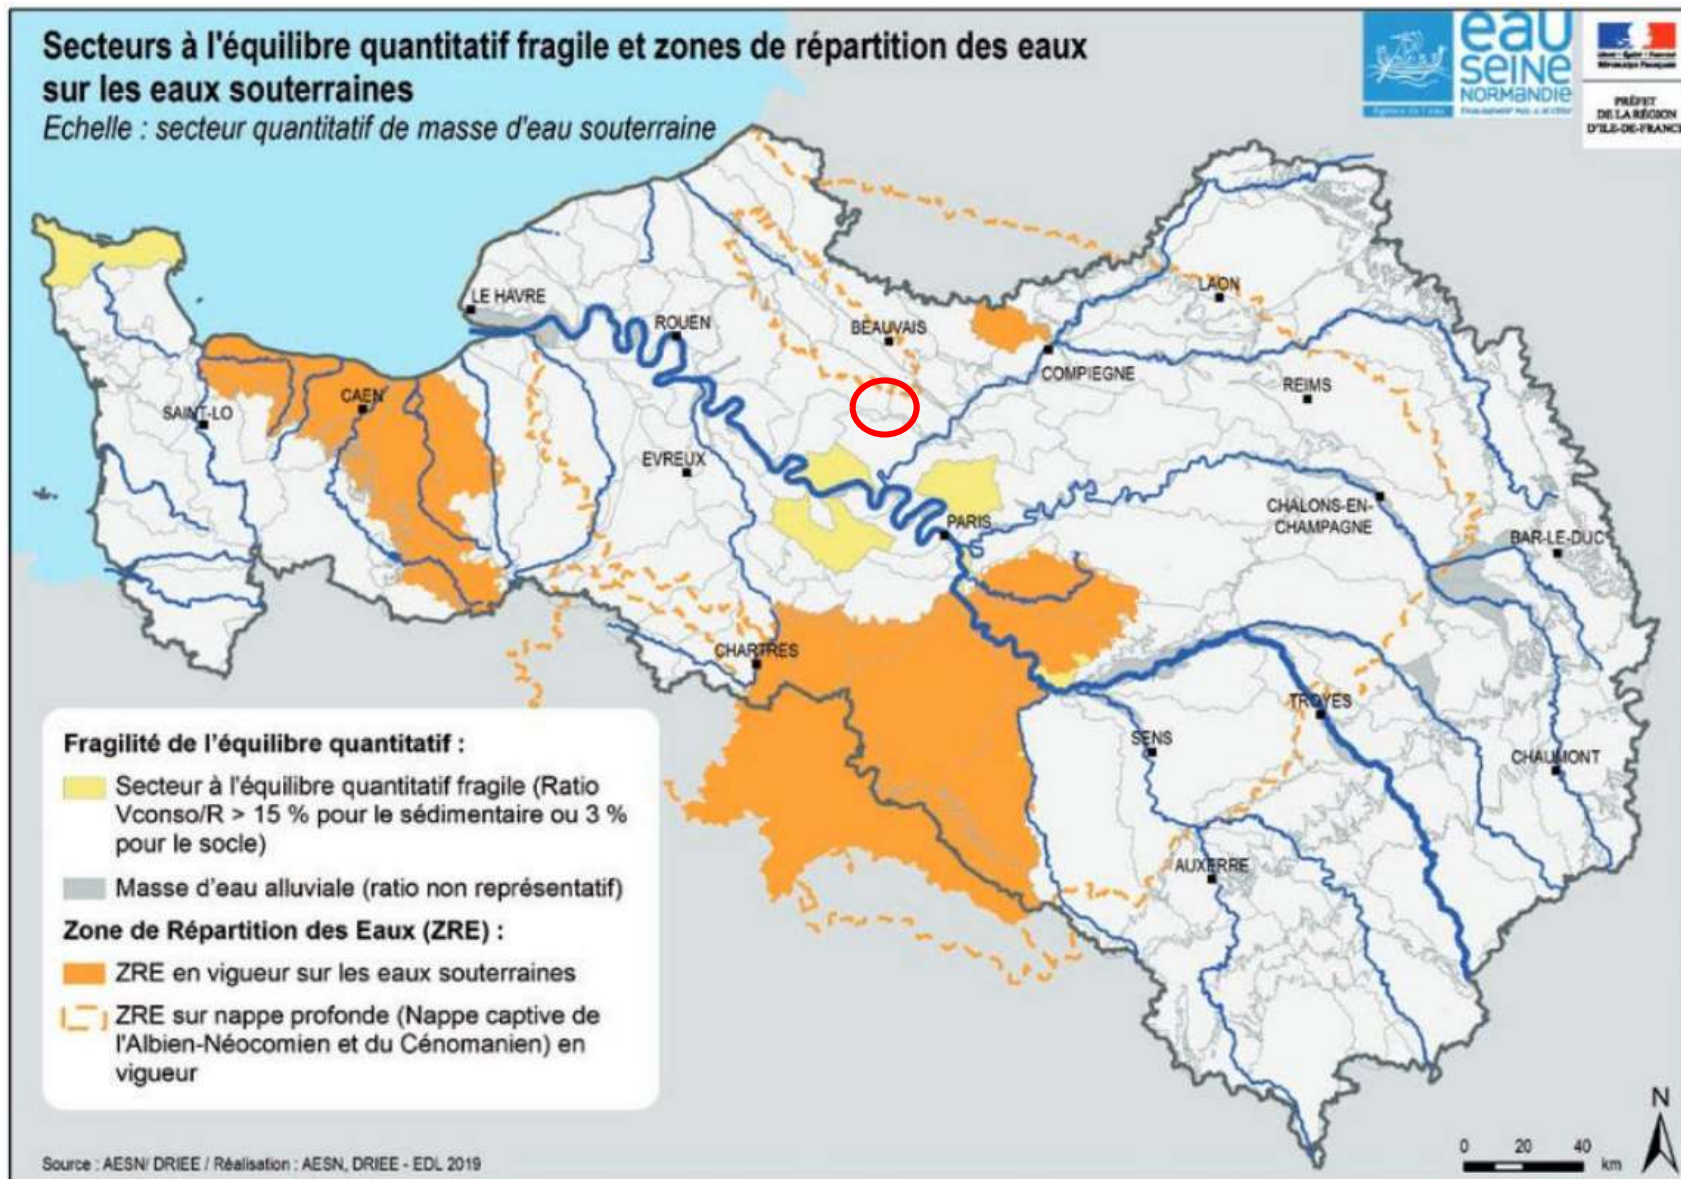 Secteurs à l'équilibre quantitatif fragile et zones de répartition des eaux
sur les eaux souterraines
Echelle : secteur quantitatif de masse d'eau souterraine
eau
SEINE
NORMANDIE
PRÉFET
DE LA RÉGION
D'ILE-DE-FRANCE
LE HAVRE
ROUEN
BEAUVAIS
LAON
COMPIEGNE
REIMS
CAEN
SAINT-LO
EVREUX
PARIS
CHALONS-EN-
CHAMPAGNE
BAR-LE-DUC
CHARTRES
TROYES
SENS
CHAUMONT
AUXERRE
Fragilité de l'équilibre quantitatif :
Secteur à l'équilibre quantitatif fragile (Ratio
Vconso/R > 15 % pour le sédimentaire ou 3 %
pour le socle)
Masse d'eau alluviale (ratio non représentatif)
Zone de Répartition des Eaux (ZRE) :
ZRE en vigueur sur les eaux souterraines
ZRE sur nappe profonde (Nappe captive de
l'Albien-Néocomien et du Cénomanien) en
vigueur
Source : AESN/ DRIEE / Réalisation : AESN, DRIEE - EDL 2019
N
0 20 40
km